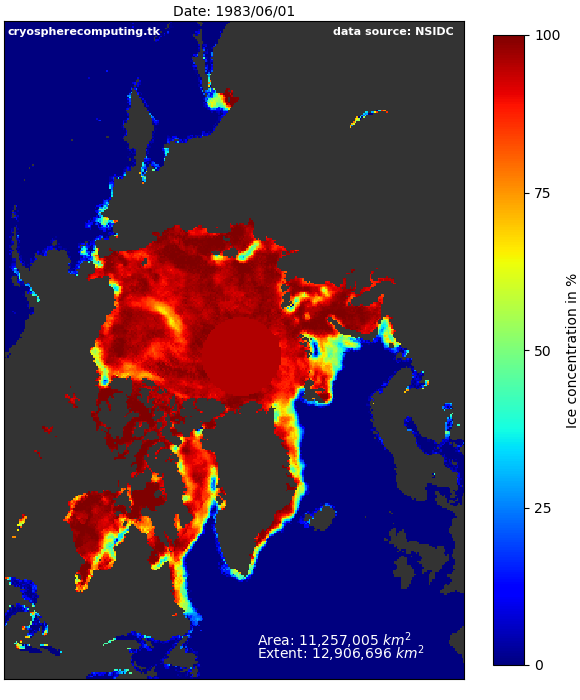 Date: 1983/06/01
cryospherecomputing.tk
data source: NSIDC
100
75
50
25
0
Ice concentration in %
Area: 11,257,005 km²
Extent: 12,906,696 km²